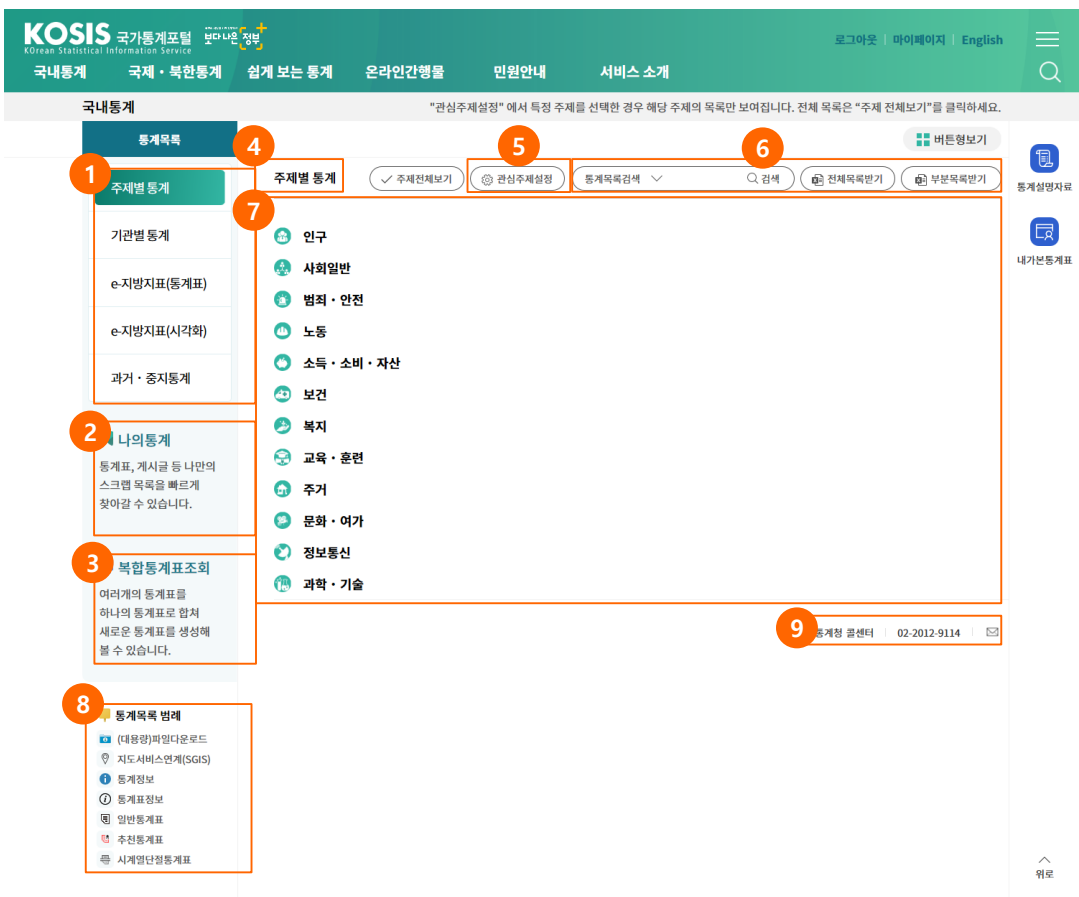 KOSIS 국가통계포털 보다나은 정부
KOrean Statistical Information Service
로그아웃 마이페이지 English
국내통계 국제・북한통계 쉽게 보는 통계 온라인간행물 민원안내 서비스 소개
국내통계
"관심주제설정" 에서 특정 주제를 선택한 경우 해당 주제의 목록만 보여집니다. 전체 목록은 “주제 전체보기”를 클릭하세요.
통계목록
버튼형보기
4
5
6
1
주제별 통계
주제별 통계
주제전체보기
관심주제설정
통계목록검색
검색
전체목록받기
부분목록받기
통계설명자료
내가본통계표
7
기관별 통계
e-지방지표(통계표)
e-지방지표(시각화)
과거・중지통계
인구
사회일반
범죄・안전
노동
소득・소비・자산
보건
복지
교육・훈련
주거
문화・여가
정보통신
과학・기술
2
나의통계
통계표, 게시글 등 나만의
스크랩 목록을 빠르게
찾아갈 수 있습니다.
3
복합통계표조회
여러개의 통계표를
하나의 통계표로 합쳐
새로운 통계표를 생성해
볼 수 있습니다.
9
통계청 콜센터 02-2012-9114
8
통계목록 범례
(대용량)파일다운로드
지도서비스연계(SGIS)
통계정보
통계표정보
일반통계표
추천통계표
시계열단절통계표
위로